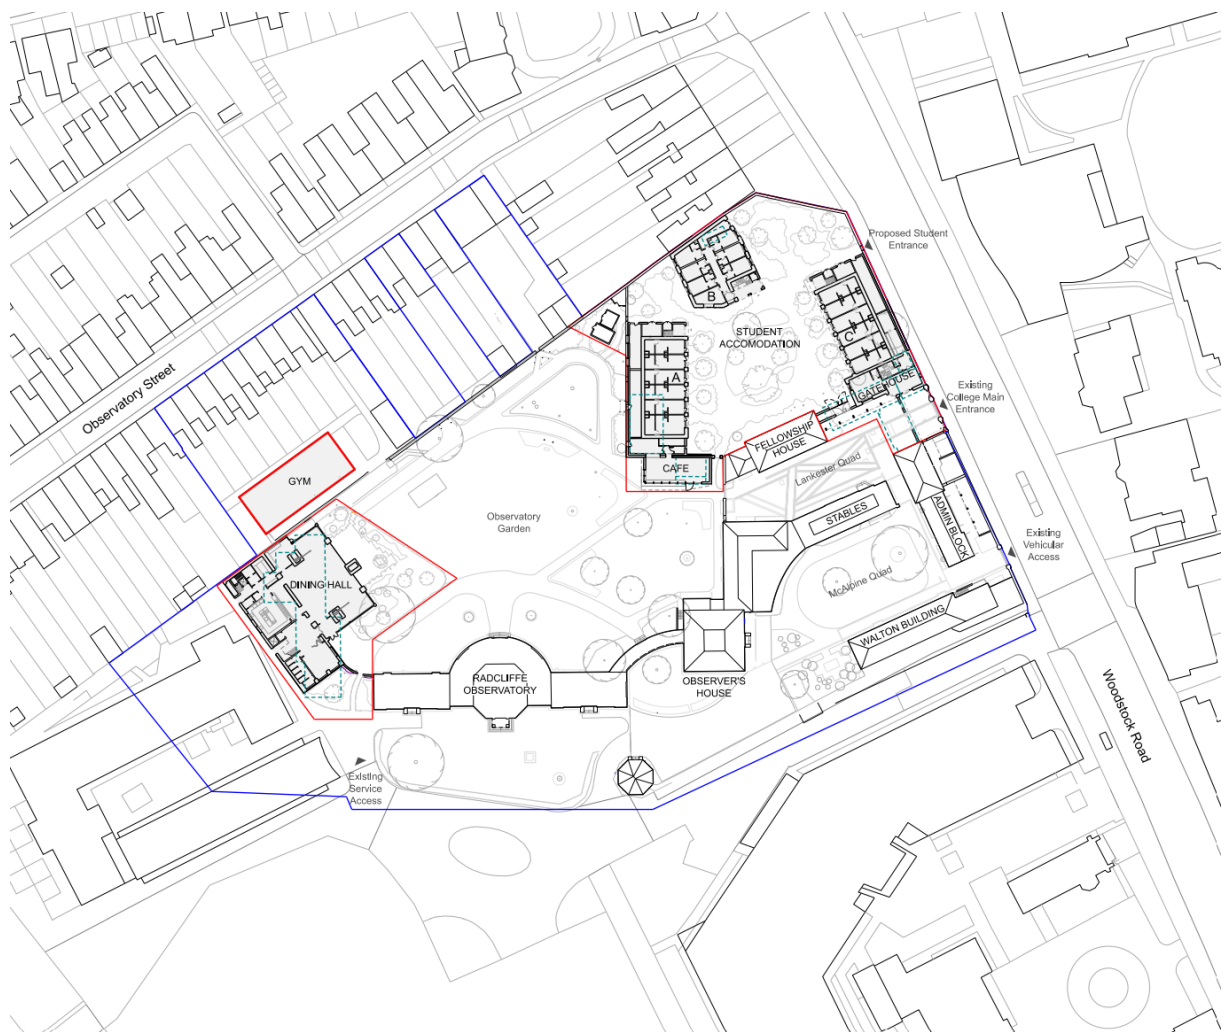 Proposed Student
Entrance
B
STUDENT
ACCOMODATION
C
A
Observatory Street
GATEHOUSE
Existing
College Main
Entrance
FELLOWSHIP
HOUSE
CAFE
Lankester Quad
GYM
Observatory
Garden
STABLES
ADMIN BLOCK
Existing
Vehicular
Access
DINING HALL
McAlpine Quad
WALTON BUILDING
RADCLIFFE
OBSERVATORY
OBSERVER'S
HOUSE
Woodstock Road
Existing
Service
Access